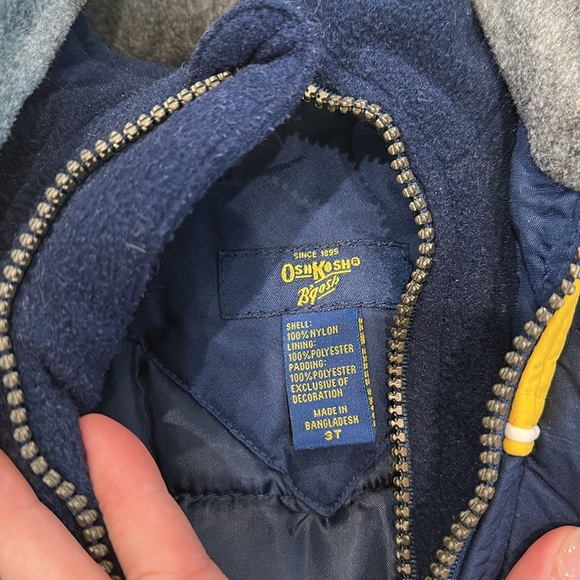 SINCE 1895
OSHKOSH®
B'gosh
SHELL:
100% NYLON
LINING:
100% POLYESTER
PADDING:
100% POLYESTER
EXCLUSIVE OF
DECORATION
MADE IN
BANGLADESH
3T